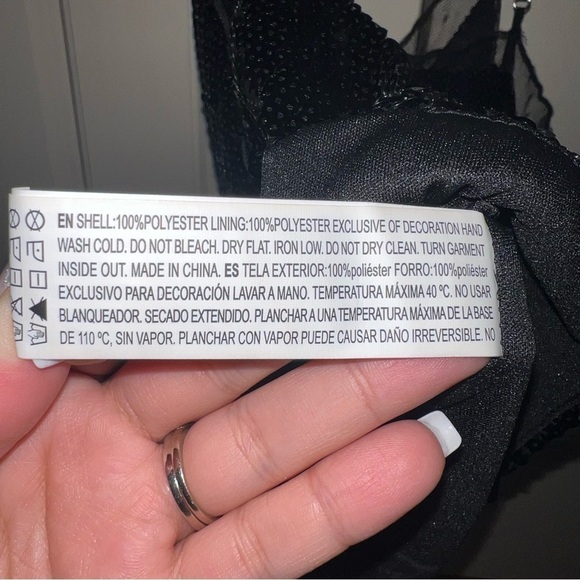 EN SHELL:100%POLYESTER LINING:100%POLYESTER EXCLUSIVE OF DECORATION HAND
WASH COLD. DO NOT BLEACH. DRY FLAT. IRON LOW. DO NOT DRY CLEAN. TURN GARMENT
INSIDE OUT. MADE IN CHINA. ES TELA EXTERIOR:100%poliéster FORRO:100%poliéster
EXCLUSIVO PARA DECORACIÓN LAVAR A MANO. TEMPERATURA MÁXIMA 40 ºC. NO USAR
BLANQUEADOR. SECADO EXTENDIDO. PLANCHAR A UNA TEMPERATURA MÁXIMA DE LA BASE
DE 110 ºC, SIN VAPOR. PLANCHAR CON VAPOR PUEDE CAUSAR DAÑO IRREVERSIBLE. NO